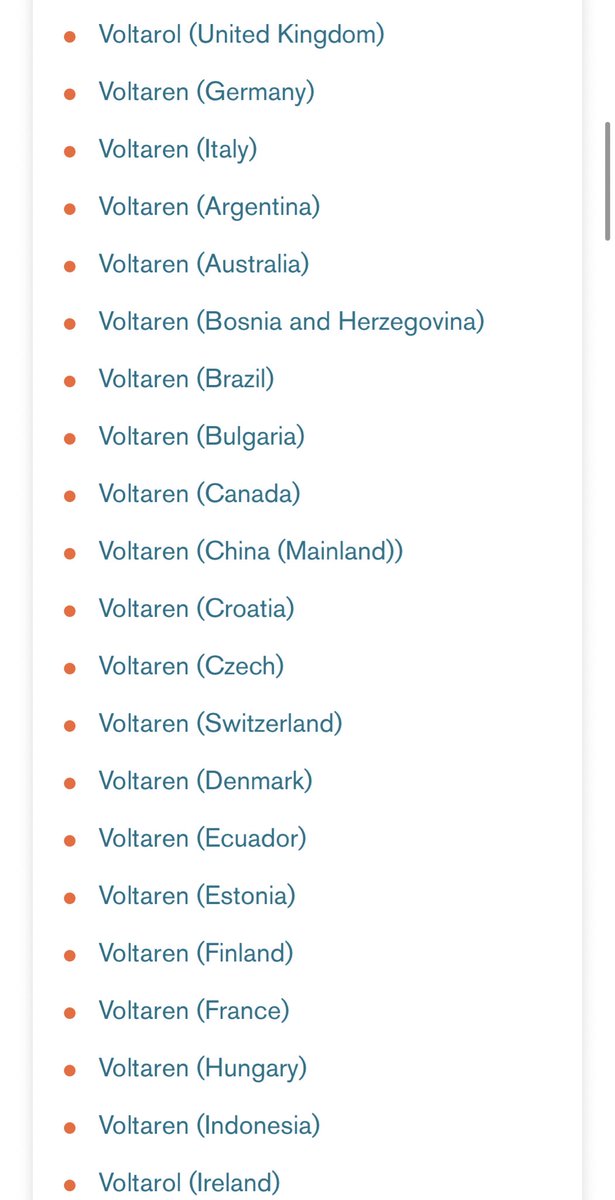 Voltarol (United Kingdom)
Voltaren (Germany)
Voltaren (Italy)
Voltaren (Argentina)
Voltaren (Australia)
Voltaren (Bosnia and Herzegovina)
Voltaren (Brazil)
Voltaren (Bulgaria)
Voltaren (Canada)
Voltaren (China (Mainland))
Voltaren (Croatia)
Voltaren (Czech)
Voltaren (Switzerland)
Voltaren (Denmark)
Voltaren (Ecuador)
Voltaren (Estonia)
Voltaren (Finland)
Voltaren (France)
Voltaren (Hungary)
Voltaren (Indonesia)
Voltarol (Ireland)